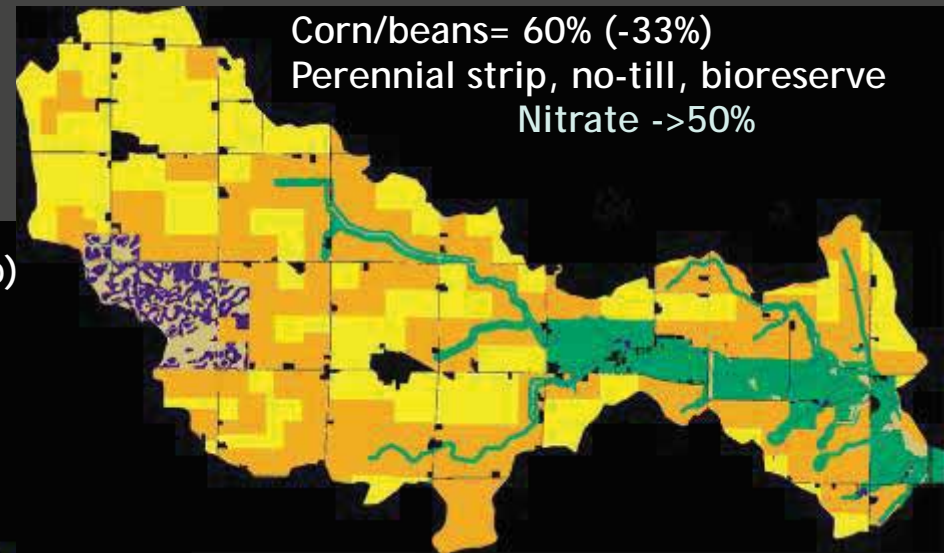 Corn/beans= 60% (-33%)
Perennial strip, no-till, bioreserve
Nitrate ->50%